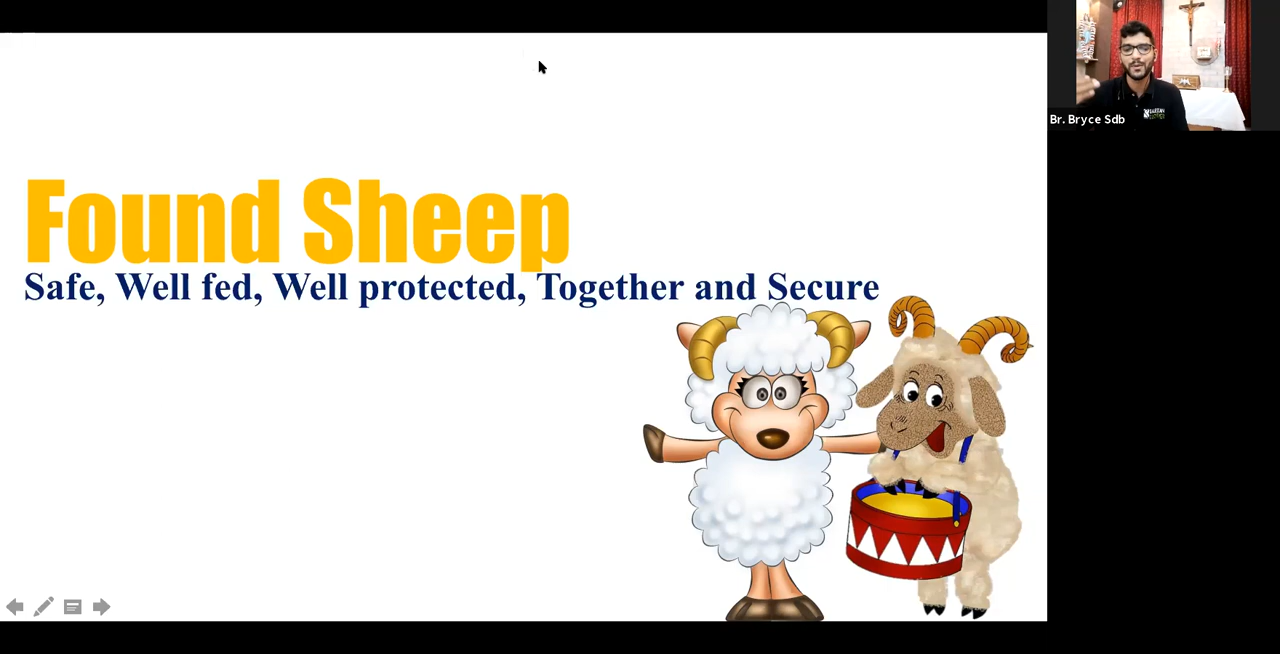 Found Sheep
Safe, Well fed, Well protected, Together and Secure
Br. Bryce Sdb